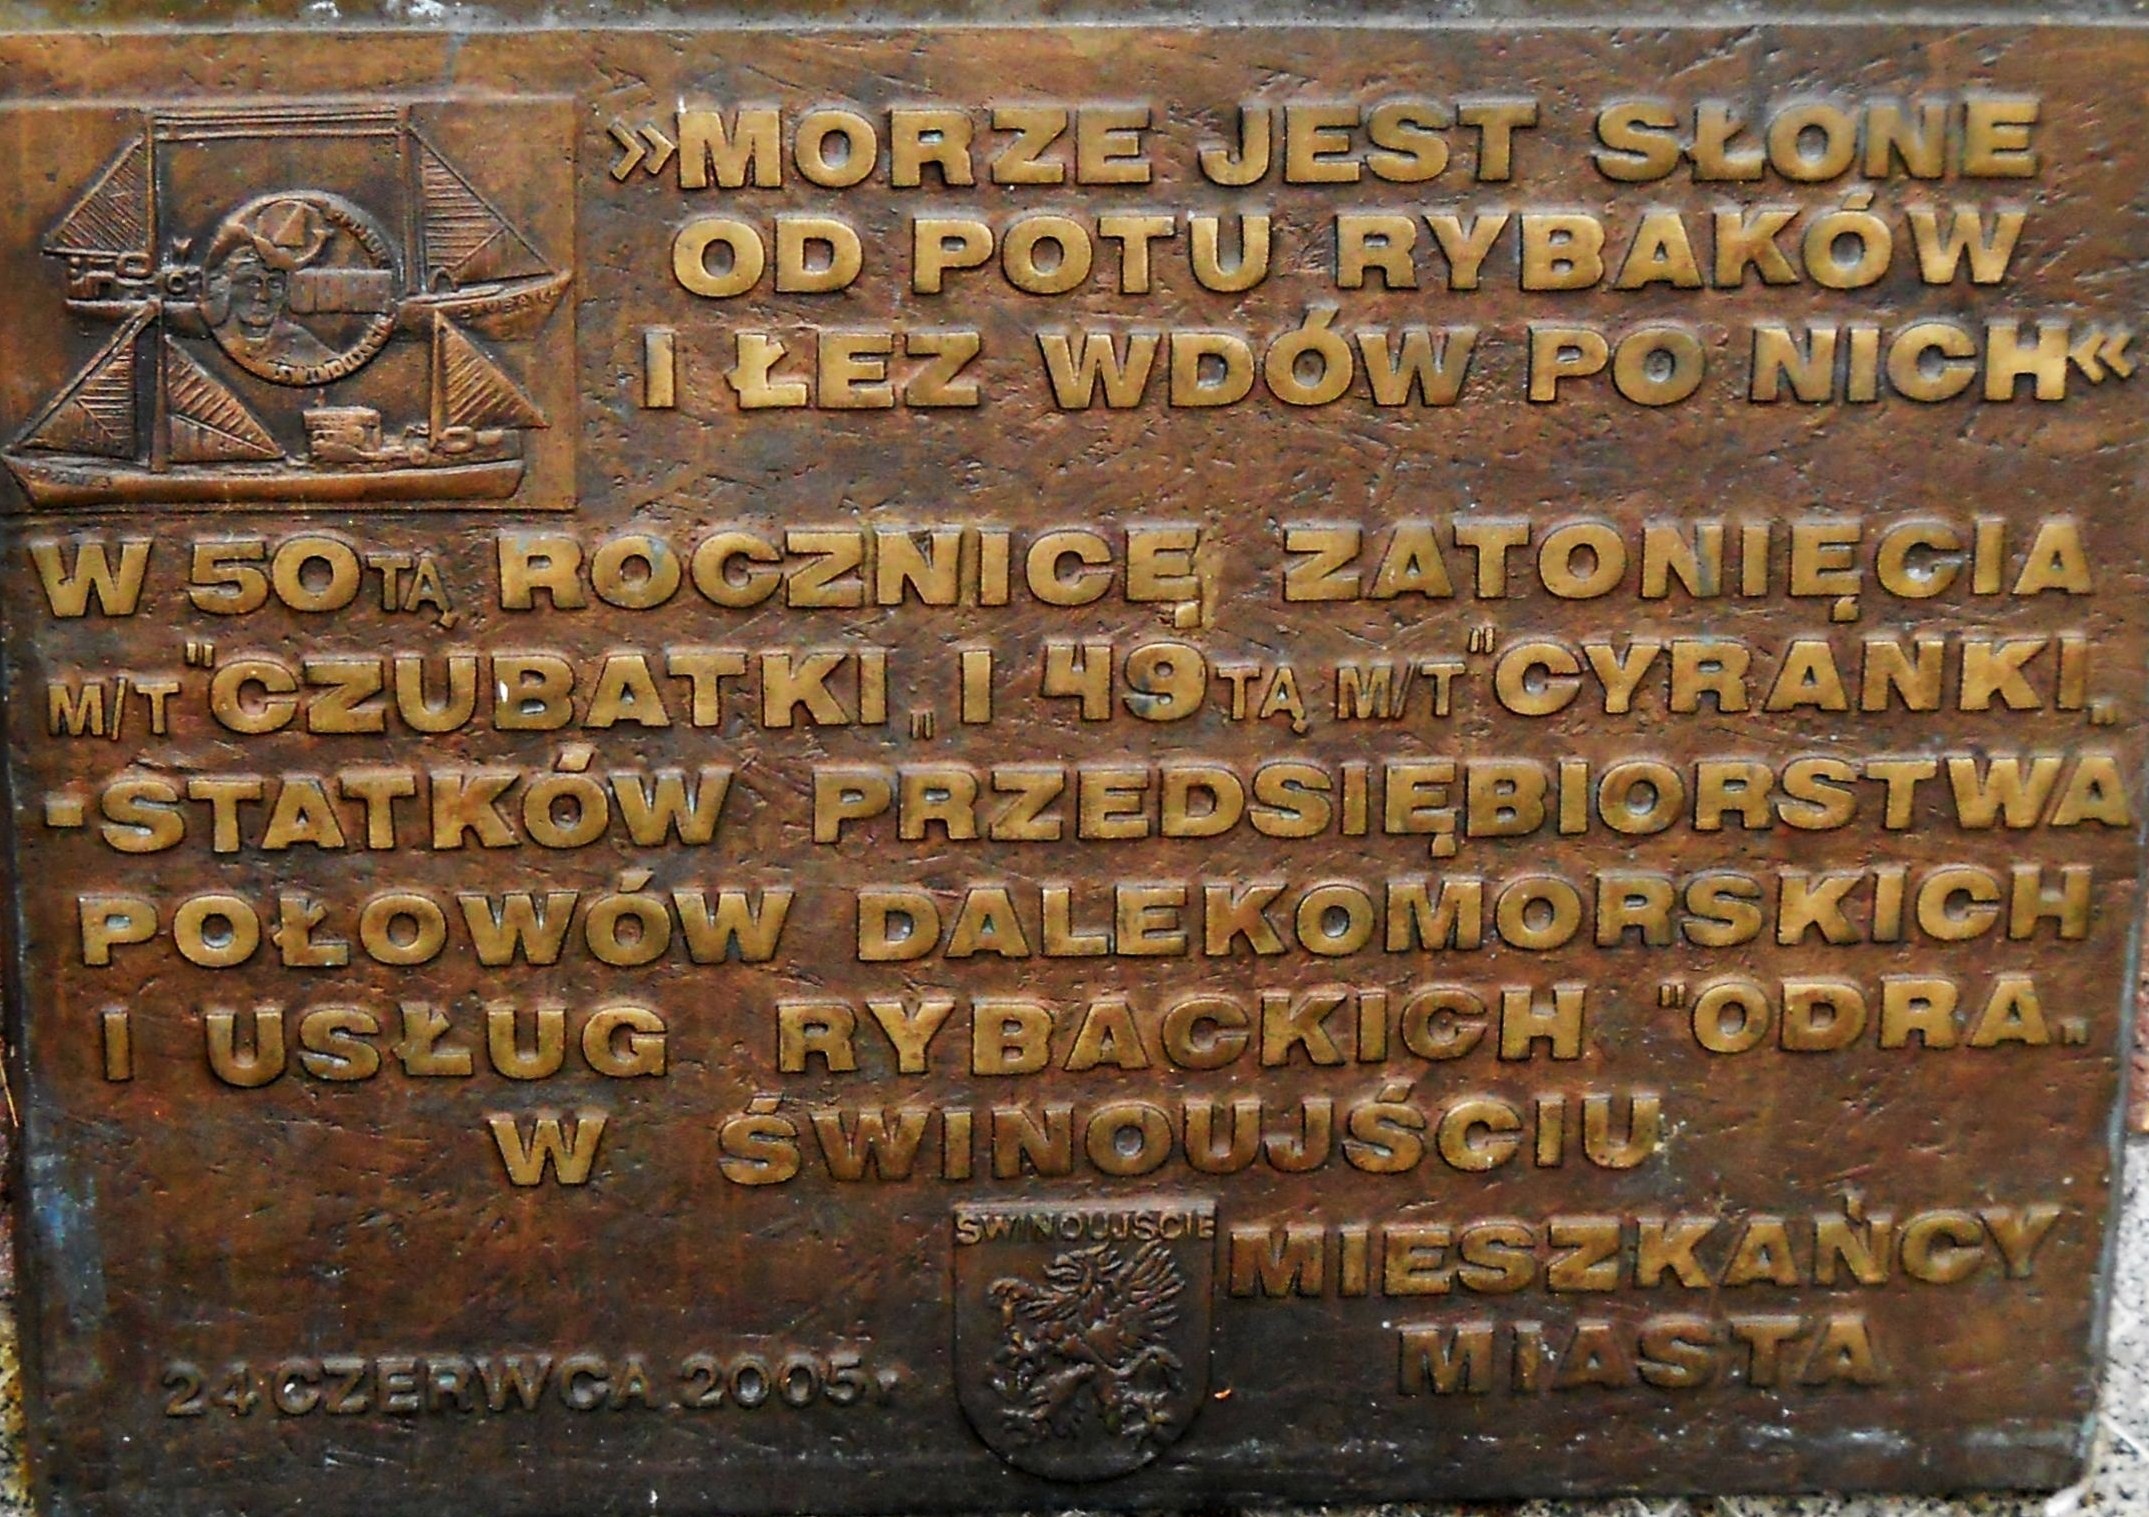 »MORZE JEST SŁONE
OD POTU RYBAKÓW
I ŁEZ WDÓW PO NICH«
W 50TĄ ROCZNICĘ ZATONIĘCIA
M/T "CZUBATKI„ I 49TĄ M/T "CYRANKI„
-STATKÓW PRZEDSIĘBIORSTWA
POŁOWÓW DALEKOMORSKICH
I USŁUG RYBACKICH "ODRA„
W ŚWINOUJŚCIU
ŚWINOUJŚCIE
MIESZKAŃCY
MIASTA
24 CZERWCA 2005r